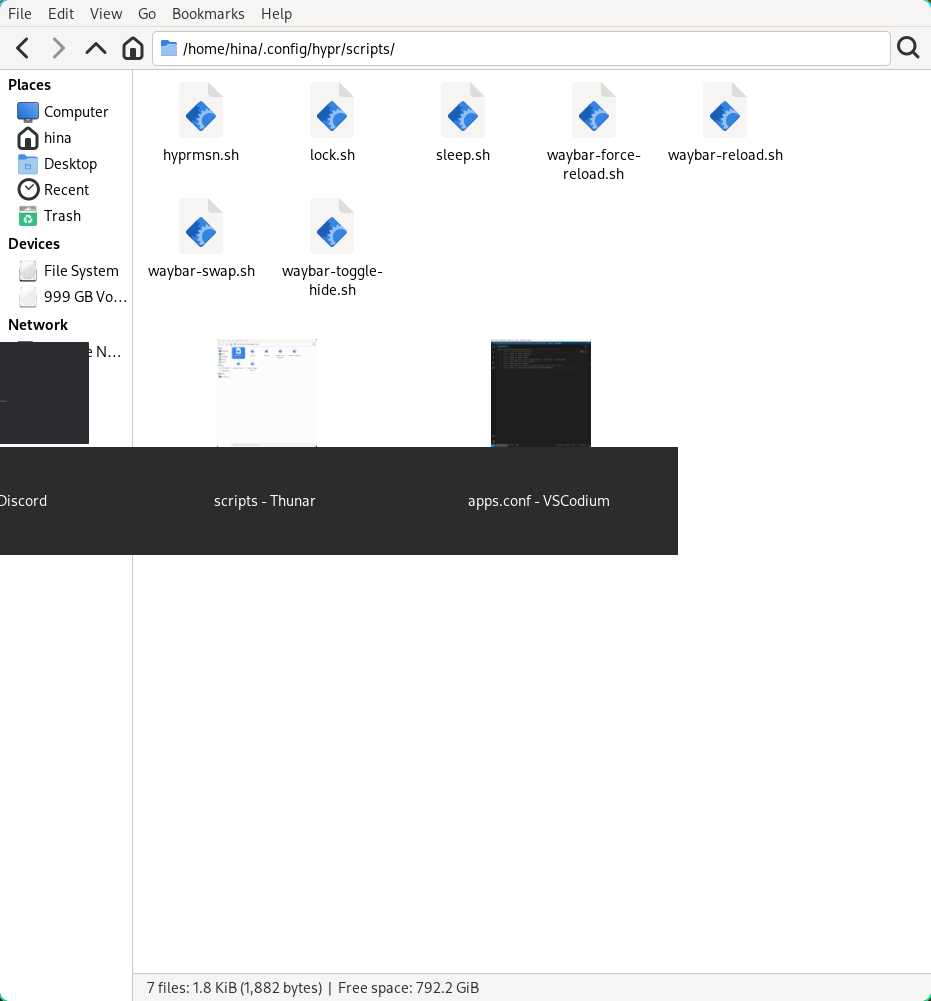 File Edit View Go Bookmarks Help
/home/hina/.config/hypr/scripts/
Places
Computer
hina
Desktop
Recent
Trash
Devices
File System
999 GB Vo…
Network
e N…
hyprmsn.sh lock.sh sleep.sh waybar-force-
reload.sh waybar-reload.sh
waybar-swap.sh waybar-toggle-
hide.sh
Discord scripts - Thunar apps.conf - VSCodium
7 files: 1.8 KiB (1,882 bytes) | Free space: 792.2 GiB